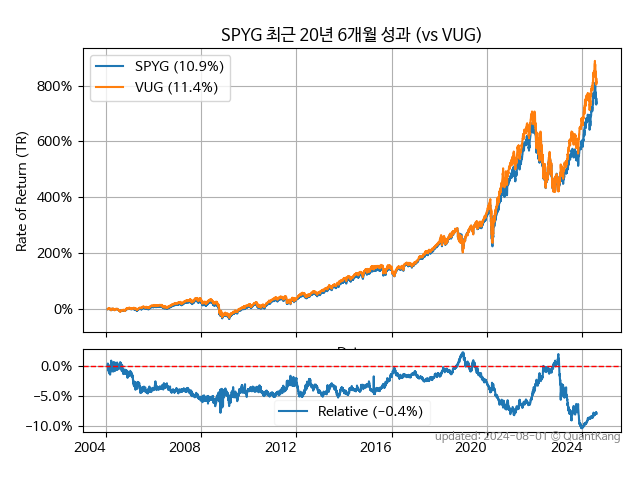 SPYG 최근 20년 6개월 성과 (vs VUG)
SPYG (10.9%)
VUG (11.4%)
Rate of Return (TR)
800%
600%
400%
200%
0%
0.0%
−5.0%
−10.0%
Relative (−0.4%)
2004
2008
2012
2016
2020
2024
updated: 2024-08-01 © QuantKang